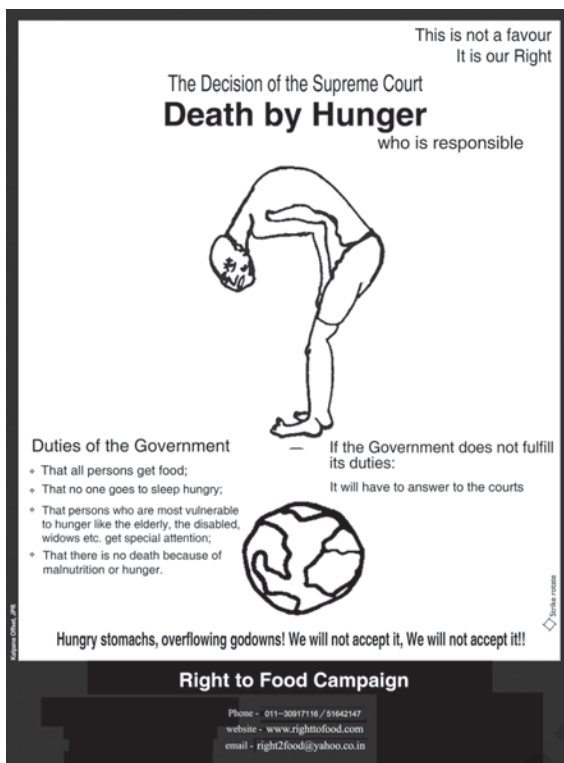 This is not a favour
It is our Right
The Decision of the Supreme Court
Death by Hunger
who is responsible
Duties of the Government
❖ That all persons get food;
❖ That no one goes to sleep hungry;
❖ That persons who are most vulnerable
to hunger like the elderly, the disabled,
widows etc. get special attention;
❖ That there is no death because of
malnutrition or hunger.
If the Government does not fulfill
its duties:
It will have to answer to the courts
Kalpana Offset, JPR
Strike rotate
Hungry stomachs, overflowing godowns! We will not accept it, We will not accept it!!
Right to Food Campaign
Phone - 011-30917116 / 51642147
website - www.righttofood.com
email - right2food@yahoo.co.in